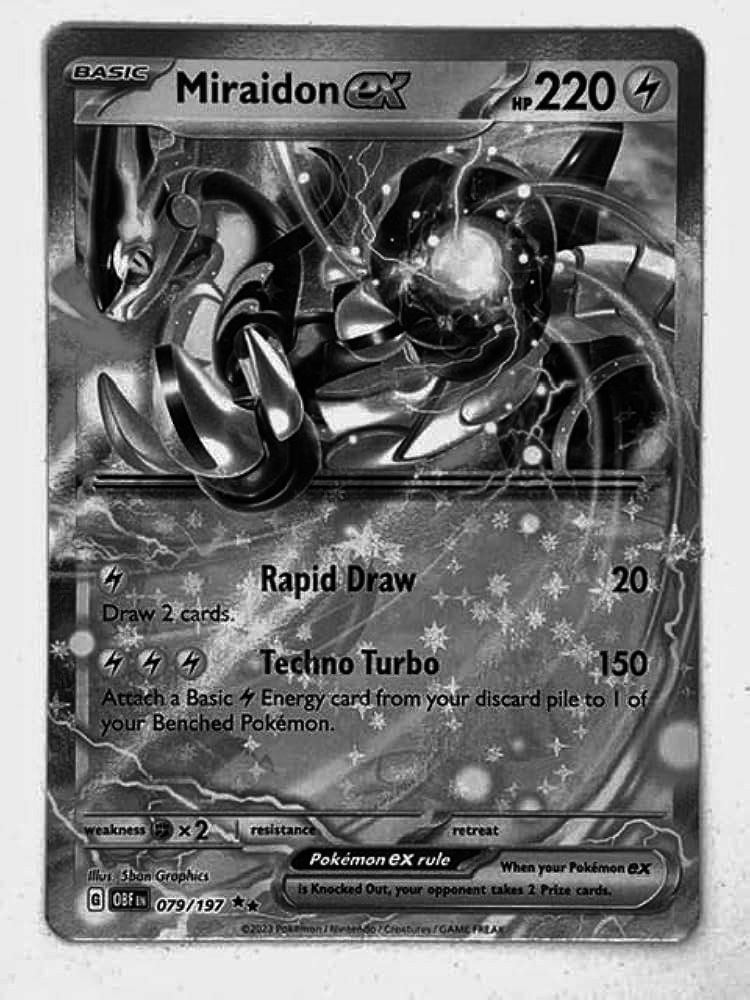 BASIC Miraidon ex HP 220
Rapid Draw 20
Draw 2 cards.
Techno Turbo 150
Attach a Basic Energy card from your discard pile to 1 of
your Benched Pokémon.
weakness ×2 resistance retreat
Pokémon ex rule When your Pokémon ex
is Knocked Out, your opponent takes 2 Prize cards.
Illus. 5ban Graphics
G OBF EN 079/197 ★★
©2023 Pokémon / Nintendo / Creatures / GAME FREAK